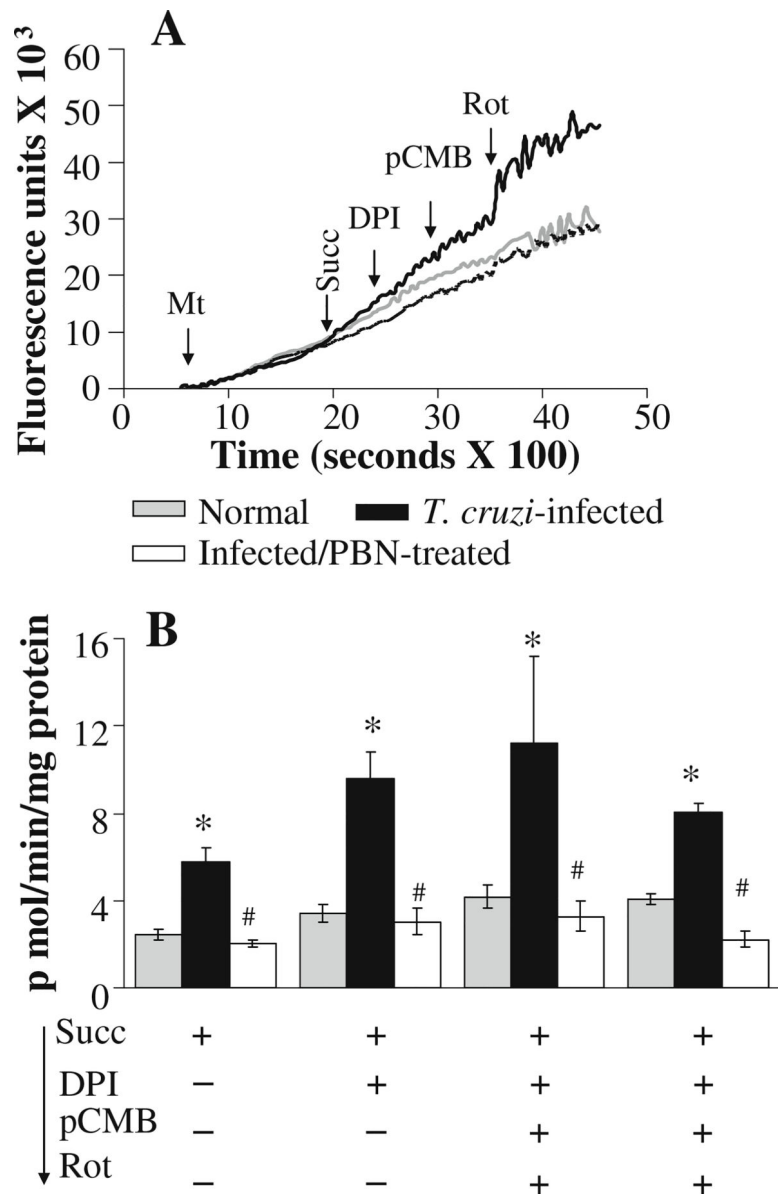 A
Fluorescence units X 10³
60
50
40
30
20
10
0
Mt
Succ
DPI
pCMB
Rot
0 10 20 30 40 50
Time (seconds X 100)
Normal T. cruzi-infected
Infected/PBN-treated
B
p mol/min/mg protein
16
12
8
4
0
* * * *
# # # #
Succ + + + +
DPI – + + +
pCMB – – + +
Rot – – + +